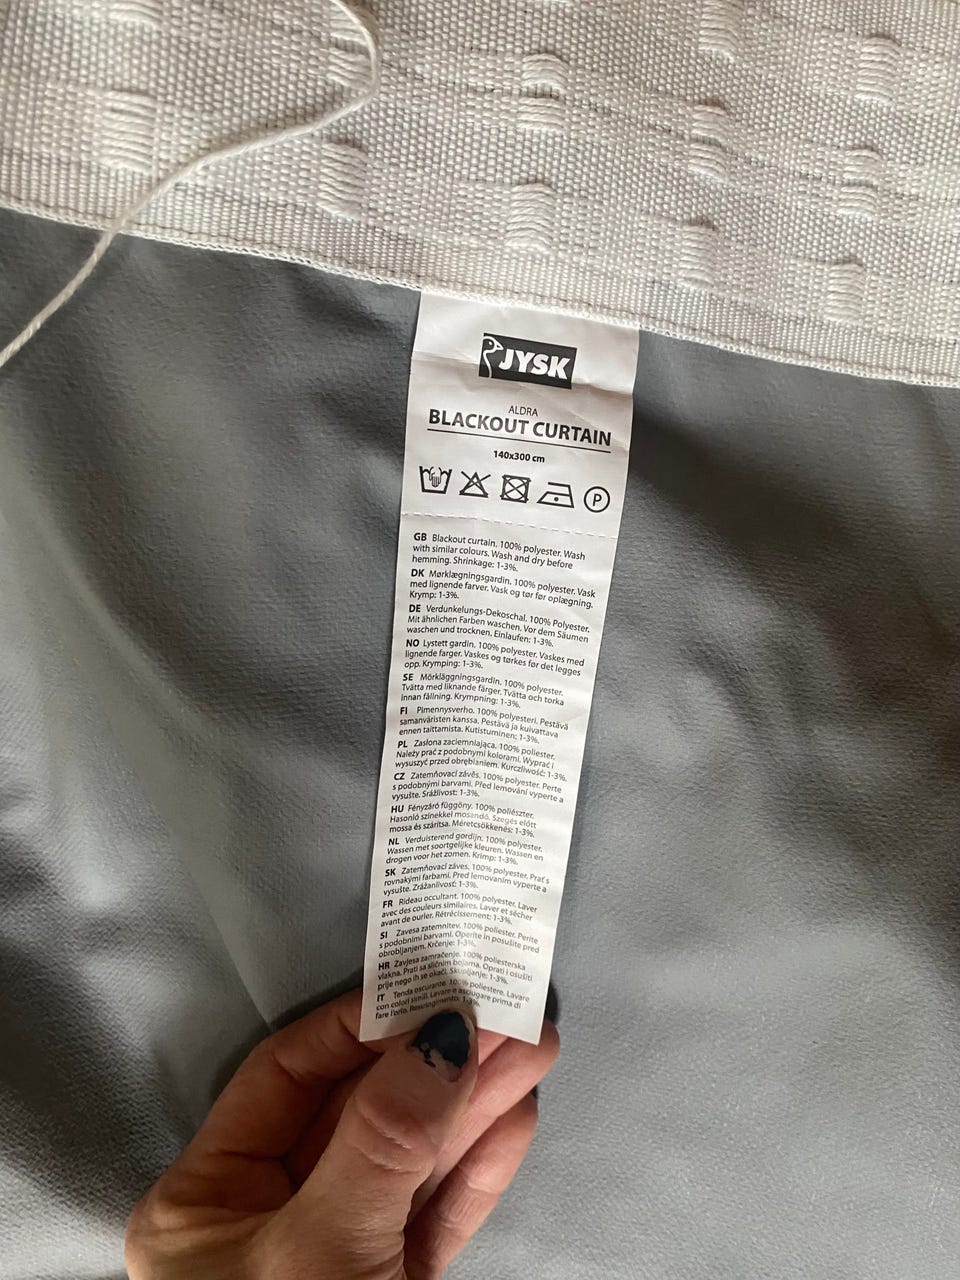 JYSK
ALDRA
BLACKOUT CURTAIN
140x300 cm
P
GB Blackout curtain. 100% polyester. Wash
with similar colours. Wash and dry before
hemming. Shrinkage: 1-3%.
DK Mørklægningsgardin. 100% polyester. Vask
med lignende farver. Vask og tør før oplægning.
Krymp: 1-3%.
DE Verdunkelungs-Dekoschal. 100% Polyester.
Mit ähnlichen Farben waschen. Vor dem Säumen
waschen und trocknen. Einlaufen: 1-3%.
NO Lystett gardin. 100% polyester. Vaskes med
lignende farger. Vaskes og tørkes før det legges
opp. Krymping: 1-3%.
SE Mörkläggningsgardin. 100% polyester.
Tvätta med liknande färger. Tvätta och torka
innan fållning. Krympning: 1-3%.
FI Pimennysverho. 100% polyesteri. Pestävä
samanväristen kanssa. Pestävä ja kuivattava
ennen taittamista. Kutistuminen: 1-3%.
PL Zasłona zaciemniająca. 100% poliester.
Należy prać z podobnymi kolorami. Wyprać i
wysuszyć przed obrębianiem. Kurczliwość: 1-3%.
CZ Zatemňovací závěs. 100% polyester. Perte
s podobnými barvami. Před lemování vyperte a
vysušte. Srážlivost: 1-3%.
HU Fényzáró függöny. 100% poliészter.
Hasonló színekkel mosandó. Szegés előtt
mossa és szárítsa. Méretcsökkenés: 1-3%.
NL Verduisterend gordijn. 100% polyester.
Wassen met soortgelijke kleuren. Wassen en
drogen voor het zomen. Krimp: 1-3%.
SK Zatemňovací záves. 100% polyester. Prať s
rovnakými farbami. Pred lemovaním vyperte a
vysušte. Zrážanlivosť: 1-3%.
FR Rideau occultant. 100% polyester. Laver
avec des couleurs similaires. Laver et sécher
avant de ourler. Rétrécissement: 1-3%.
SI Zavesa zatemnitev. 100% poliester. Perite
s podobnimi barvami. Operite in posušite pred
obrobljanjem. Krčenje: 1-3%.
HR Zavjesa zamračenje. 100% poliesterska
vlakna. Prati sa sličnim bojama. Oprati i osušiti
prije nego ih se okači. Skupljanje: 1-3%.
IT Tenda oscurante. 100% poliestere. Lavare
con colori simili. Lavare e asciugare prima di
fare l'orlo. Restringimento: 1-3%.